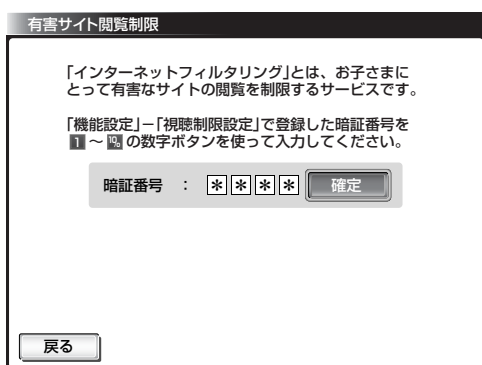 有害サイト閲覧制限
「インターネットフィルタリング」とは、お子さまに
とって有害なサイトの閲覧を制限するサービスです。
「機能設定」－「視聴制限設定」で登録した暗証番号を
1 ～ 10 の数字ボタンを使って入力してください。
暗証番号 ： ＊＊＊＊ 確定
戻る